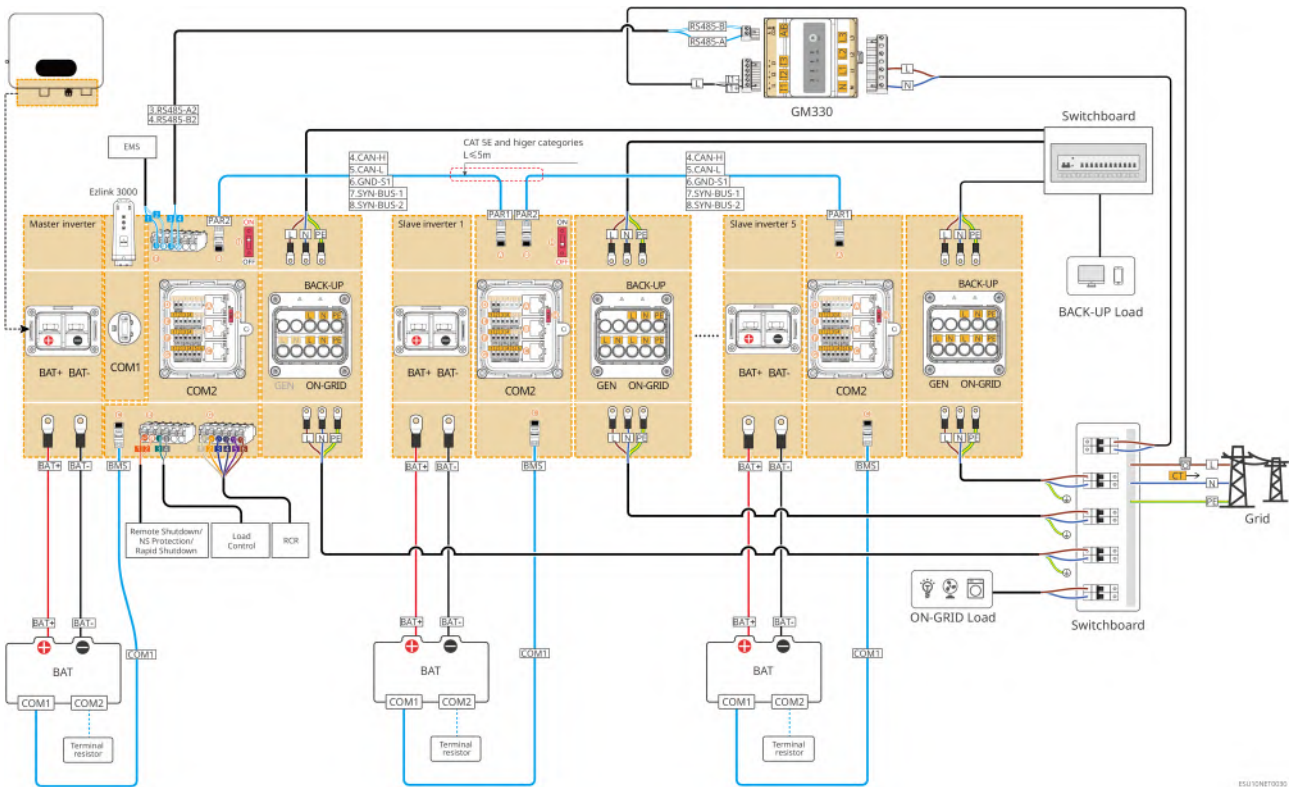 RS485-B
RS485-A
L
L
N
GM330
Switchboard
3.RS485-A2
4.RS485-B2
EMS
CAT 5E and higer categories
L≤5m
4.CAN-H
5.CAN-L
6.GND-S1
7.SYN-BUS-1
8.SYN-BUS-2
4.CAN-H
5.CAN-L
6.GND-S1
7.SYN-BUS-1
8.SYN-BUS-2
Ezlink 3000
PAR2
PAR1
PAR2
PAR1
Master inverter
ON
OFF
L N PE
Slave inverter 1
ON
OFF
L N PE
Slave inverter 5
L N PE
BACK-UP
BACK-UP
BACK-UP
BACK-UP Load
BAT+ BAT-
COM1
COM2
GEN ON-GRID
BAT+ BAT-
COM2
GEN ON-GRID
BAT+ BAT-
COM2
GEN ON-GRID
L N PE
L N PE
L N PE
BAT+
BAT-
BMS
BAT+
BAT-
BMS
BAT+
BAT-
BMS
CT
L
N
PE
Grid
Remote Shutdown/
NS Protection/
Rapid Shutdown
Load
Control
RCR
ON-GRID Load
Switchboard
BAT+
BAT-
COM1
BAT+
BAT-
COM1
BAT+
BAT-
COM1
BAT
BAT
BAT
COM1
COM2
COM1
COM2
COM1
COM2
Terminal
resistor
Terminal
resistor
Terminal
resistor
ESU10NET0030